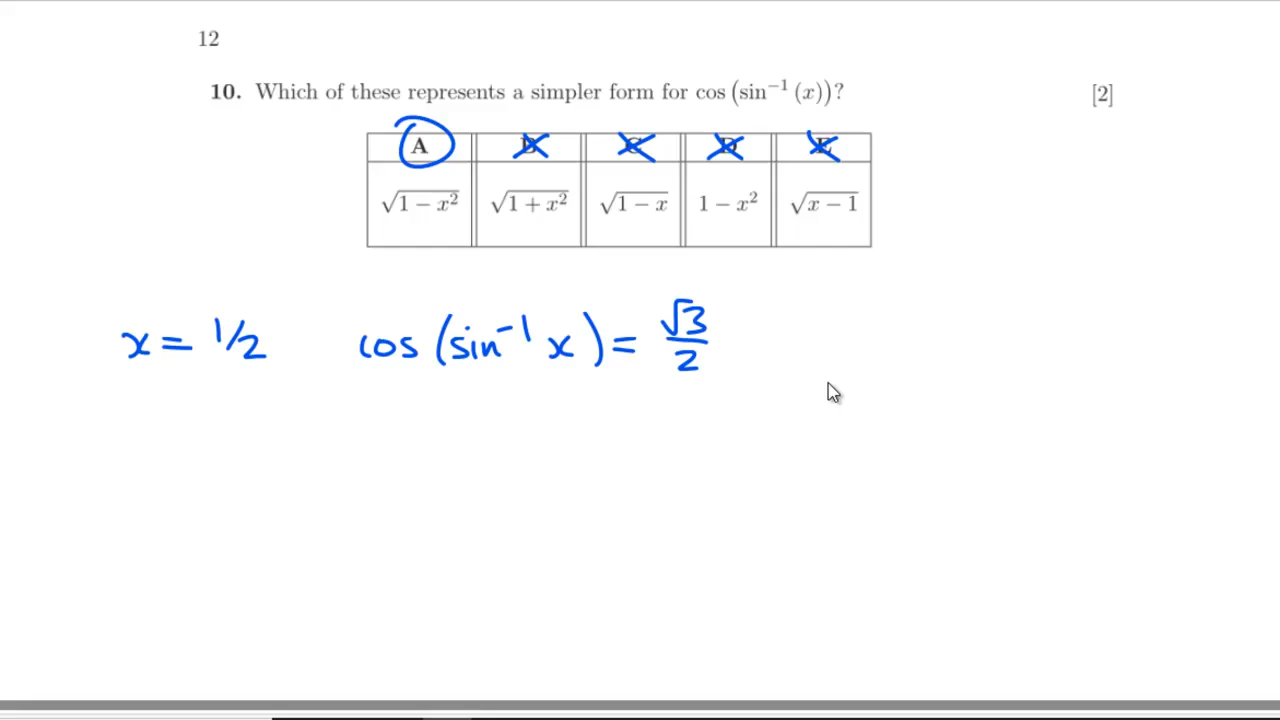 12
10. Which of these represents a simpler form for cos (sin⁻¹ (x))? [2]
A B C D E
√(1 − x²) √(1 + x²) √(1 − x) 1 − x² √(x − 1)
x = 1/2 cos (sin⁻¹ x) = √3/2